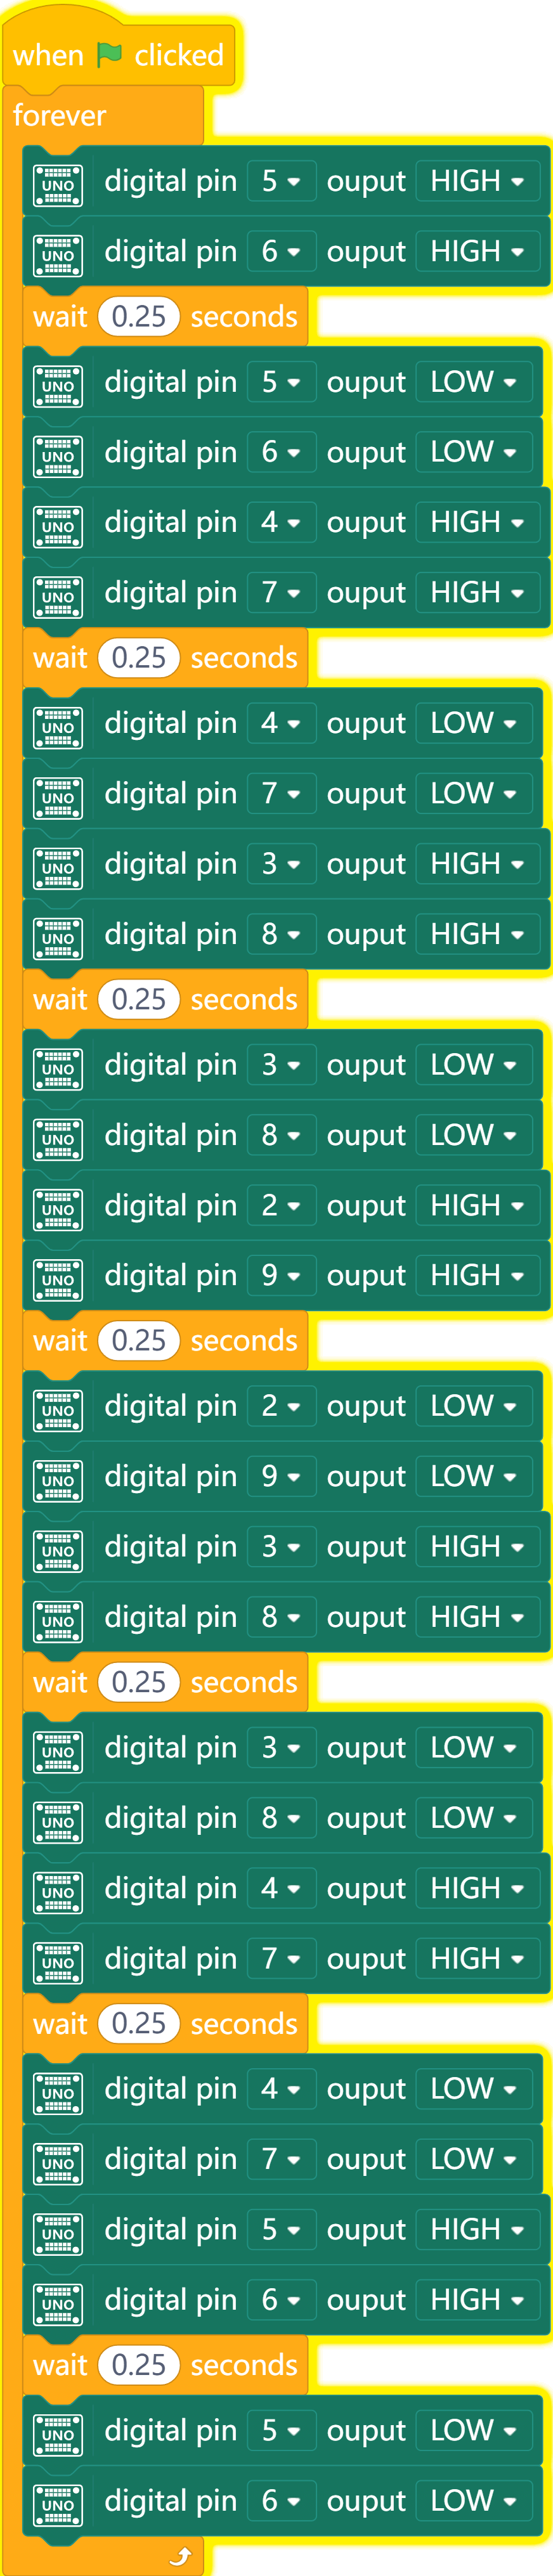 when clicked
forever
UNO digital pin 5 ouput HIGH
UNO digital pin 6 ouput HIGH
wait 0.25 seconds
UNO digital pin 5 ouput LOW
UNO digital pin 6 ouput LOW
UNO digital pin 4 ouput HIGH
UNO digital pin 7 ouput HIGH
wait 0.25 seconds
UNO digital pin 4 ouput LOW
UNO digital pin 7 ouput LOW
UNO digital pin 3 ouput HIGH
UNO digital pin 8 ouput HIGH
wait 0.25 seconds
UNO digital pin 3 ouput LOW
UNO digital pin 8 ouput LOW
UNO digital pin 2 ouput HIGH
UNO digital pin 9 ouput HIGH
wait 0.25 seconds
UNO digital pin 2 ouput LOW
UNO digital pin 9 ouput LOW
UNO digital pin 3 ouput HIGH
UNO digital pin 8 ouput HIGH
wait 0.25 seconds
UNO digital pin 3 ouput LOW
UNO digital pin 8 ouput LOW
UNO digital pin 4 ouput HIGH
UNO digital pin 7 ouput HIGH
wait 0.25 seconds
UNO digital pin 4 ouput LOW
UNO digital pin 7 ouput LOW
UNO digital pin 5 ouput HIGH
UNO digital pin 6 ouput HIGH
wait 0.25 seconds
UNO digital pin 5 ouput LOW
UNO digital pin 6 ouput LOW